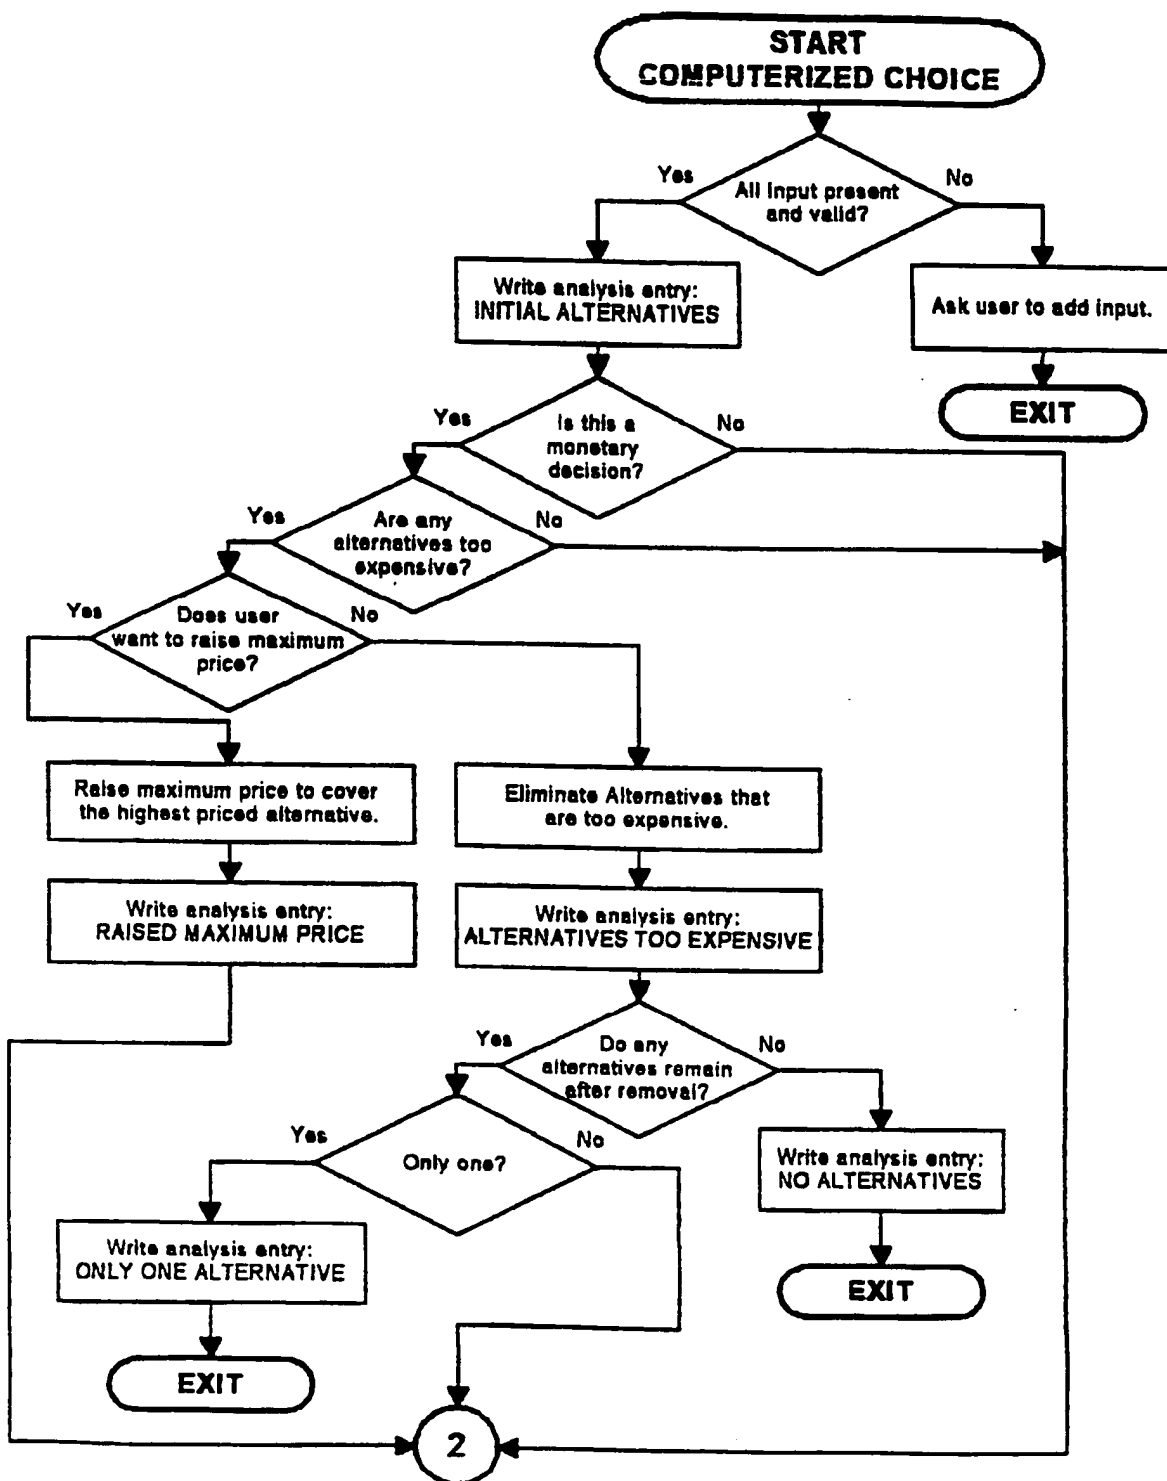 START
COMPUTERIZED CHOICE
Yes
No
All input present
and valid?
Write analysis entry:
INITIAL ALTERNATIVES
Ask user to add input.
EXIT
Yes
No
Is this a
monetary
decision?
Yes
No
Are any
alternatives too
expensive?
Yes
No
Does user
want to raise maximum
price?
Raise maximum price to cover
the highest priced alternative.
Eliminate Alternatives that
are too expensive.
Write analysis entry:
RAISED MAXIMUM PRICE
Write analysis entry:
ALTERNATIVES TOO EXPENSIVE
Yes
No
Do any
alternatives remain
after removal?
Yes
No
Only one?
Write analysis entry:
NO ALTERNATIVES
Write analysis entry:
ONLY ONE ALTERNATIVE
EXIT
EXIT
2